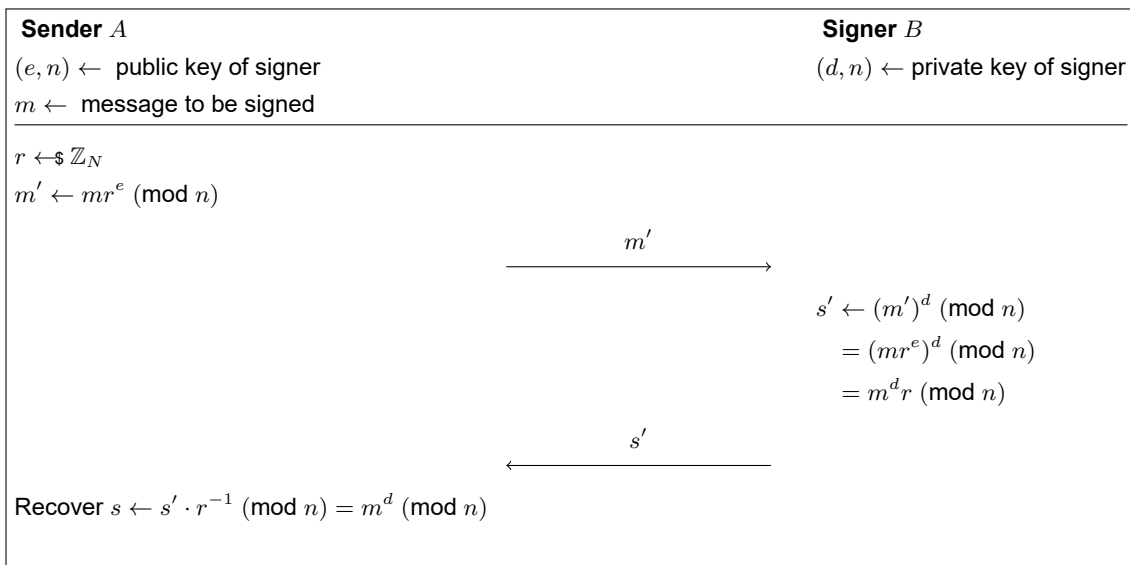 Sender A
Signer B
(e, n) ← public key of signer
(d, n) ← private key of signer
m ← message to be signed
r ←$ ℤ_N
m′ ← mr^e (mod n)
m′
s′ ← (m′)^d (mod n)
= (mr^e)^d (mod n)
= m^d r (mod n)
s′
Recover s ← s′ · r^−1 (mod n) = m^d (mod n)